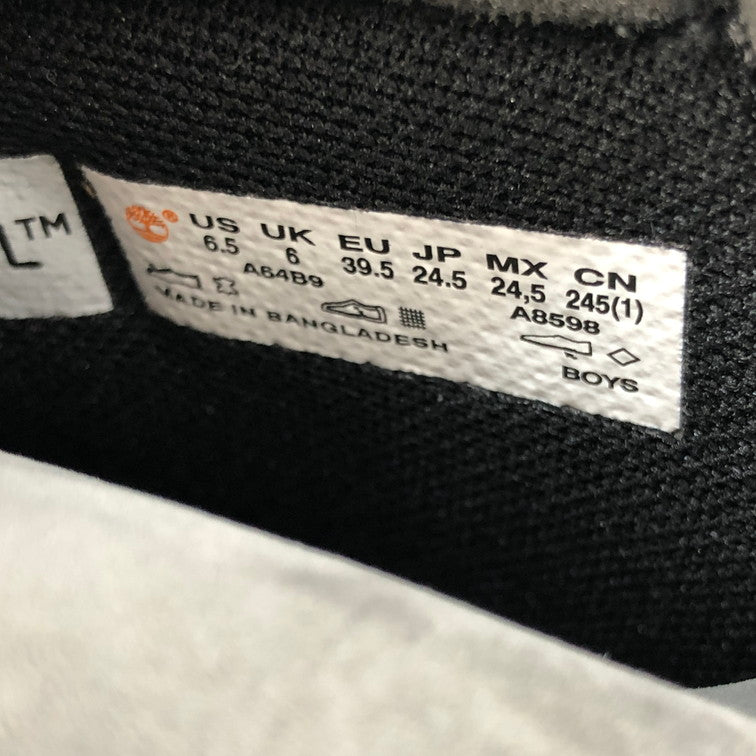 L™
® US UK EU JP MX CN
6.5 6 39.5 24.5 24,5 245(1)
A64B9 A8598
MADE IN BANGLADESH
BOYS